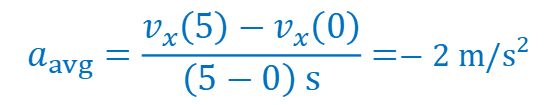 a_avg = (v_x(5) − v_x(0)) / ((5 − 0) s) =− 2 m/s²